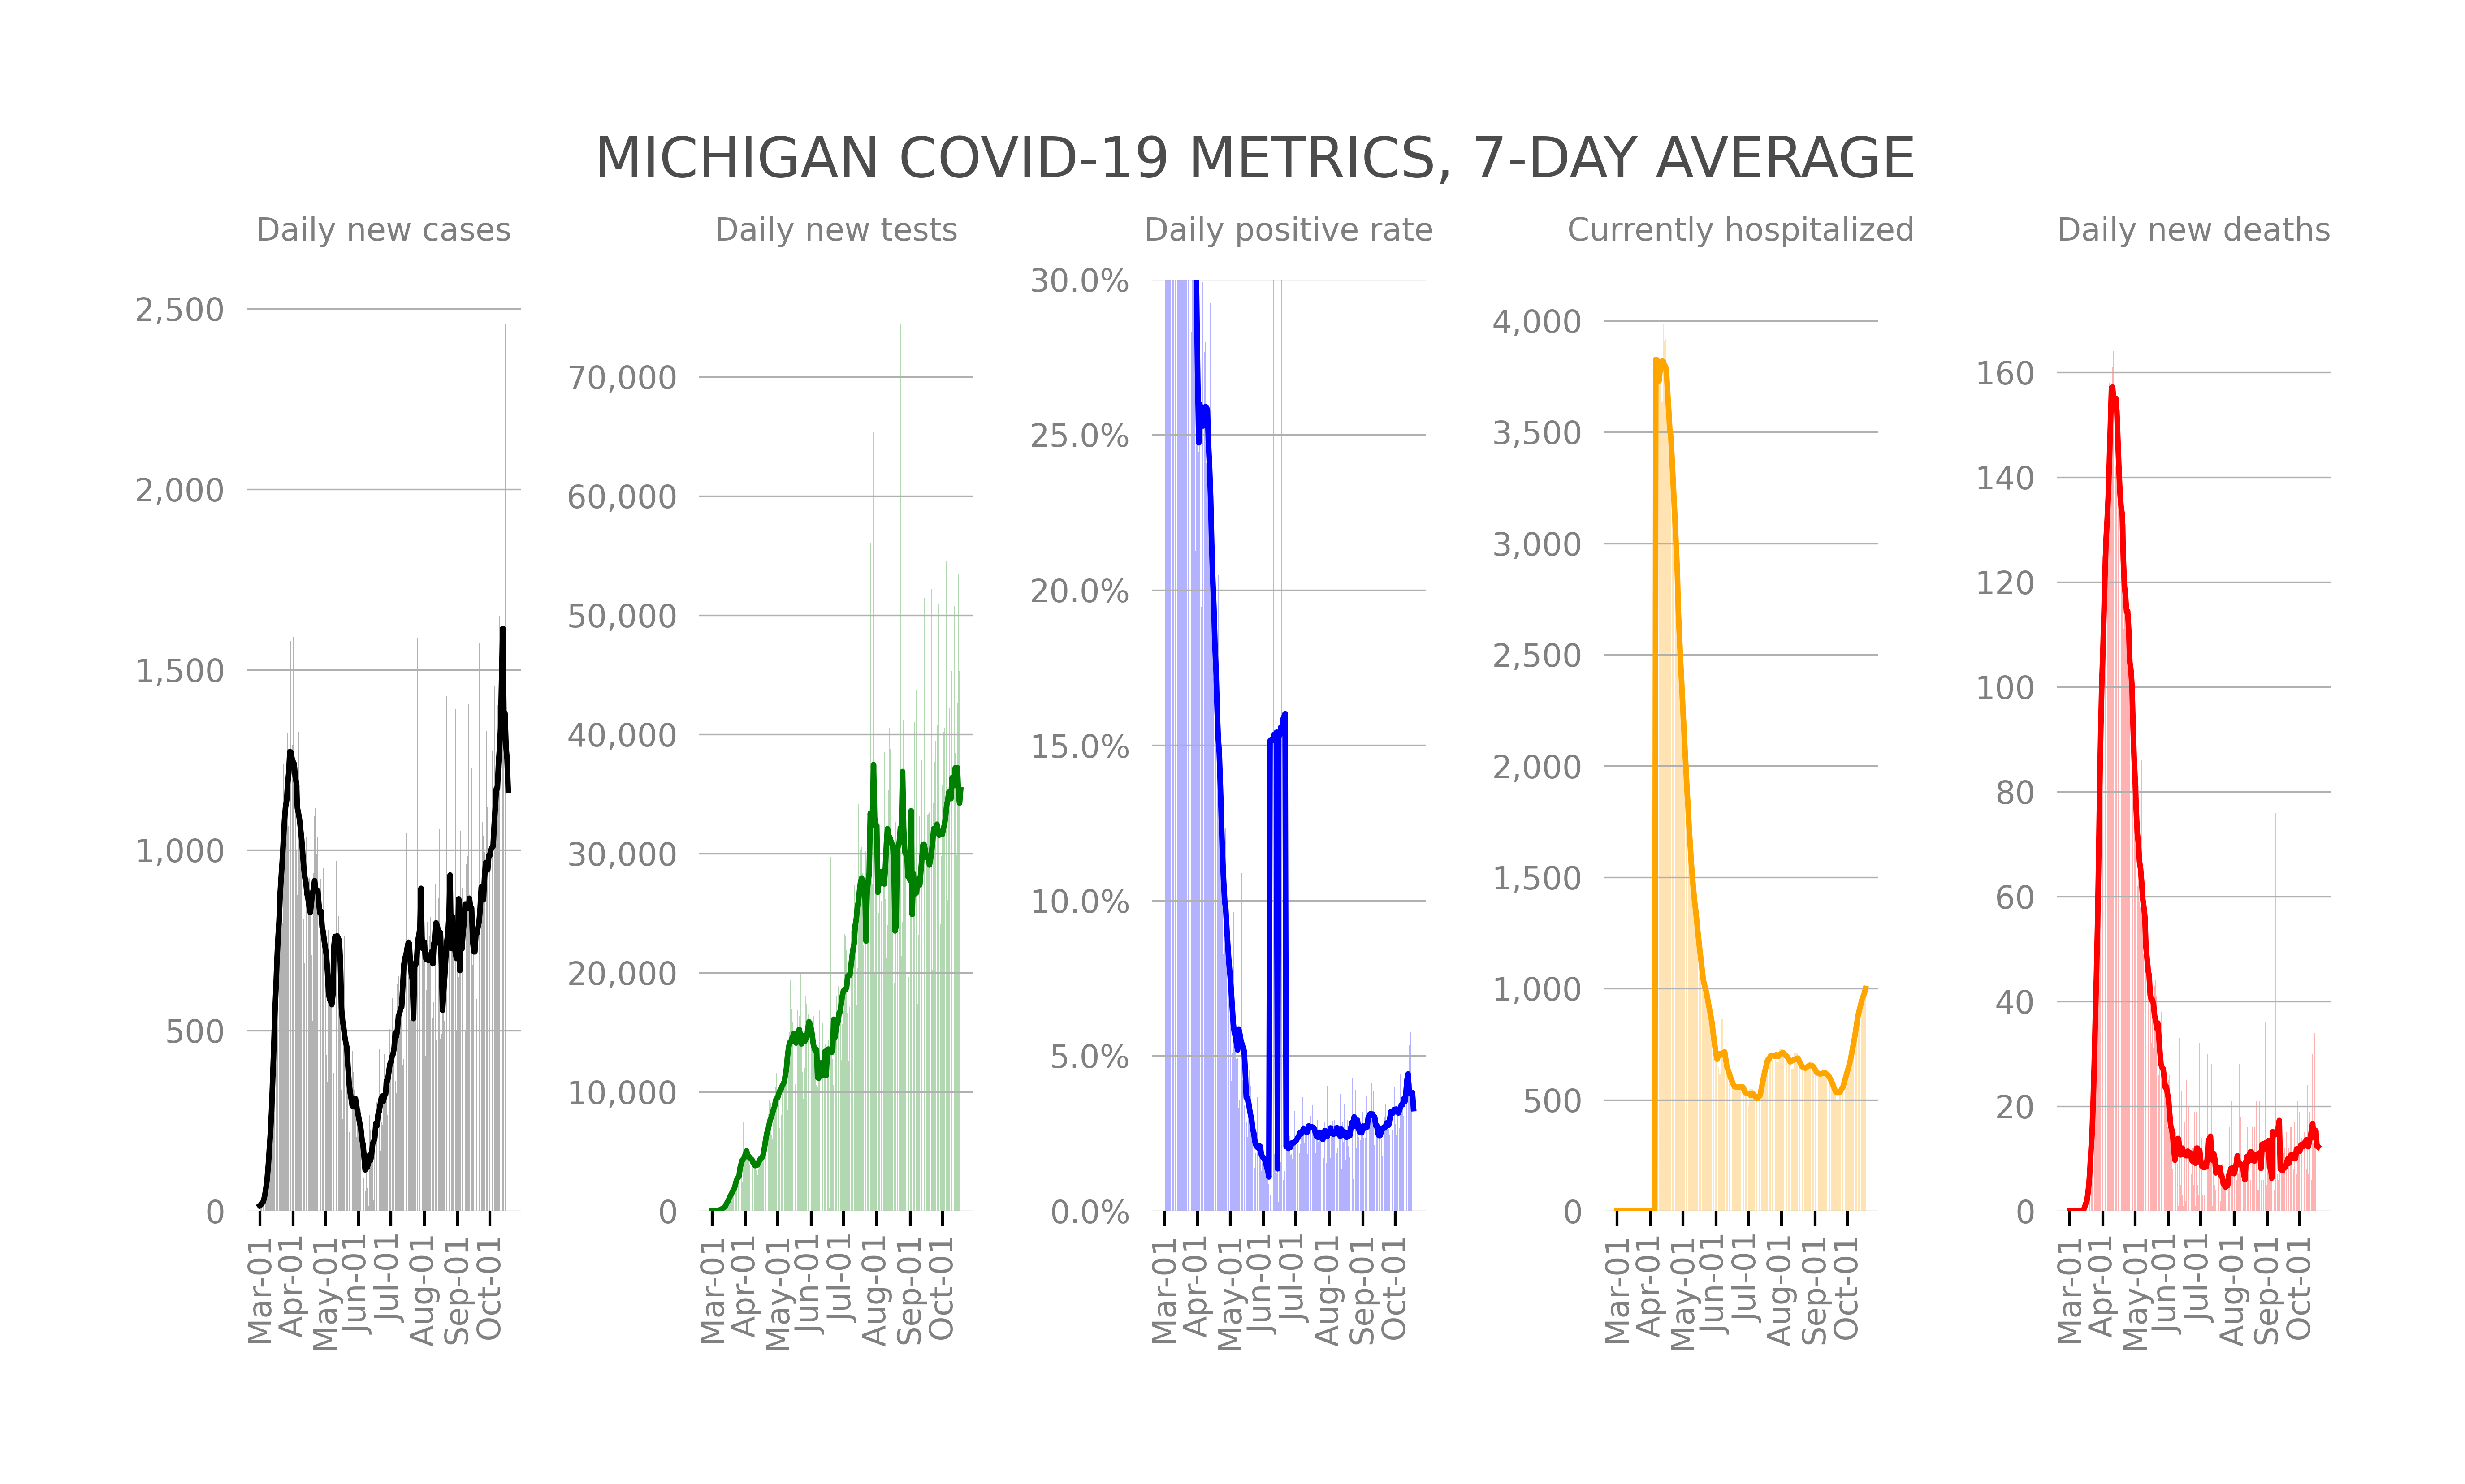 MICHIGAN COVID-19 METRICS, 7-DAY AVERAGE
Daily new cases
2,500
2,000
1,500
1,000
500
0
Mar-01
Apr-01
May-01
Jun-01
Jul-01
Aug-01
Sep-01
Oct-01
Daily new tests
70,000
60,000
50,000
40,000
30,000
20,000
10,000
0
Mar-01
Apr-01
May-01
Jun-01
Jul-01
Aug-01
Sep-01
Oct-01
Daily positive rate
30.0%
25.0%
20.0%
15.0%
10.0%
5.0%
0.0%
Mar-01
Apr-01
May-01
Jun-01
Jul-01
Aug-01
Sep-01
Oct-01
Currently hospitalized
4,000
3,500
3,000
2,500
2,000
1,500
1,000
500
0
Mar-01
Apr-01
May-01
Jun-01
Jul-01
Aug-01
Sep-01
Oct-01
Daily new deaths
160
140
120
100
80
60
40
20
0
Mar-01
Apr-01
May-01
Jun-01
Jul-01
Aug-01
Sep-01
Oct-01